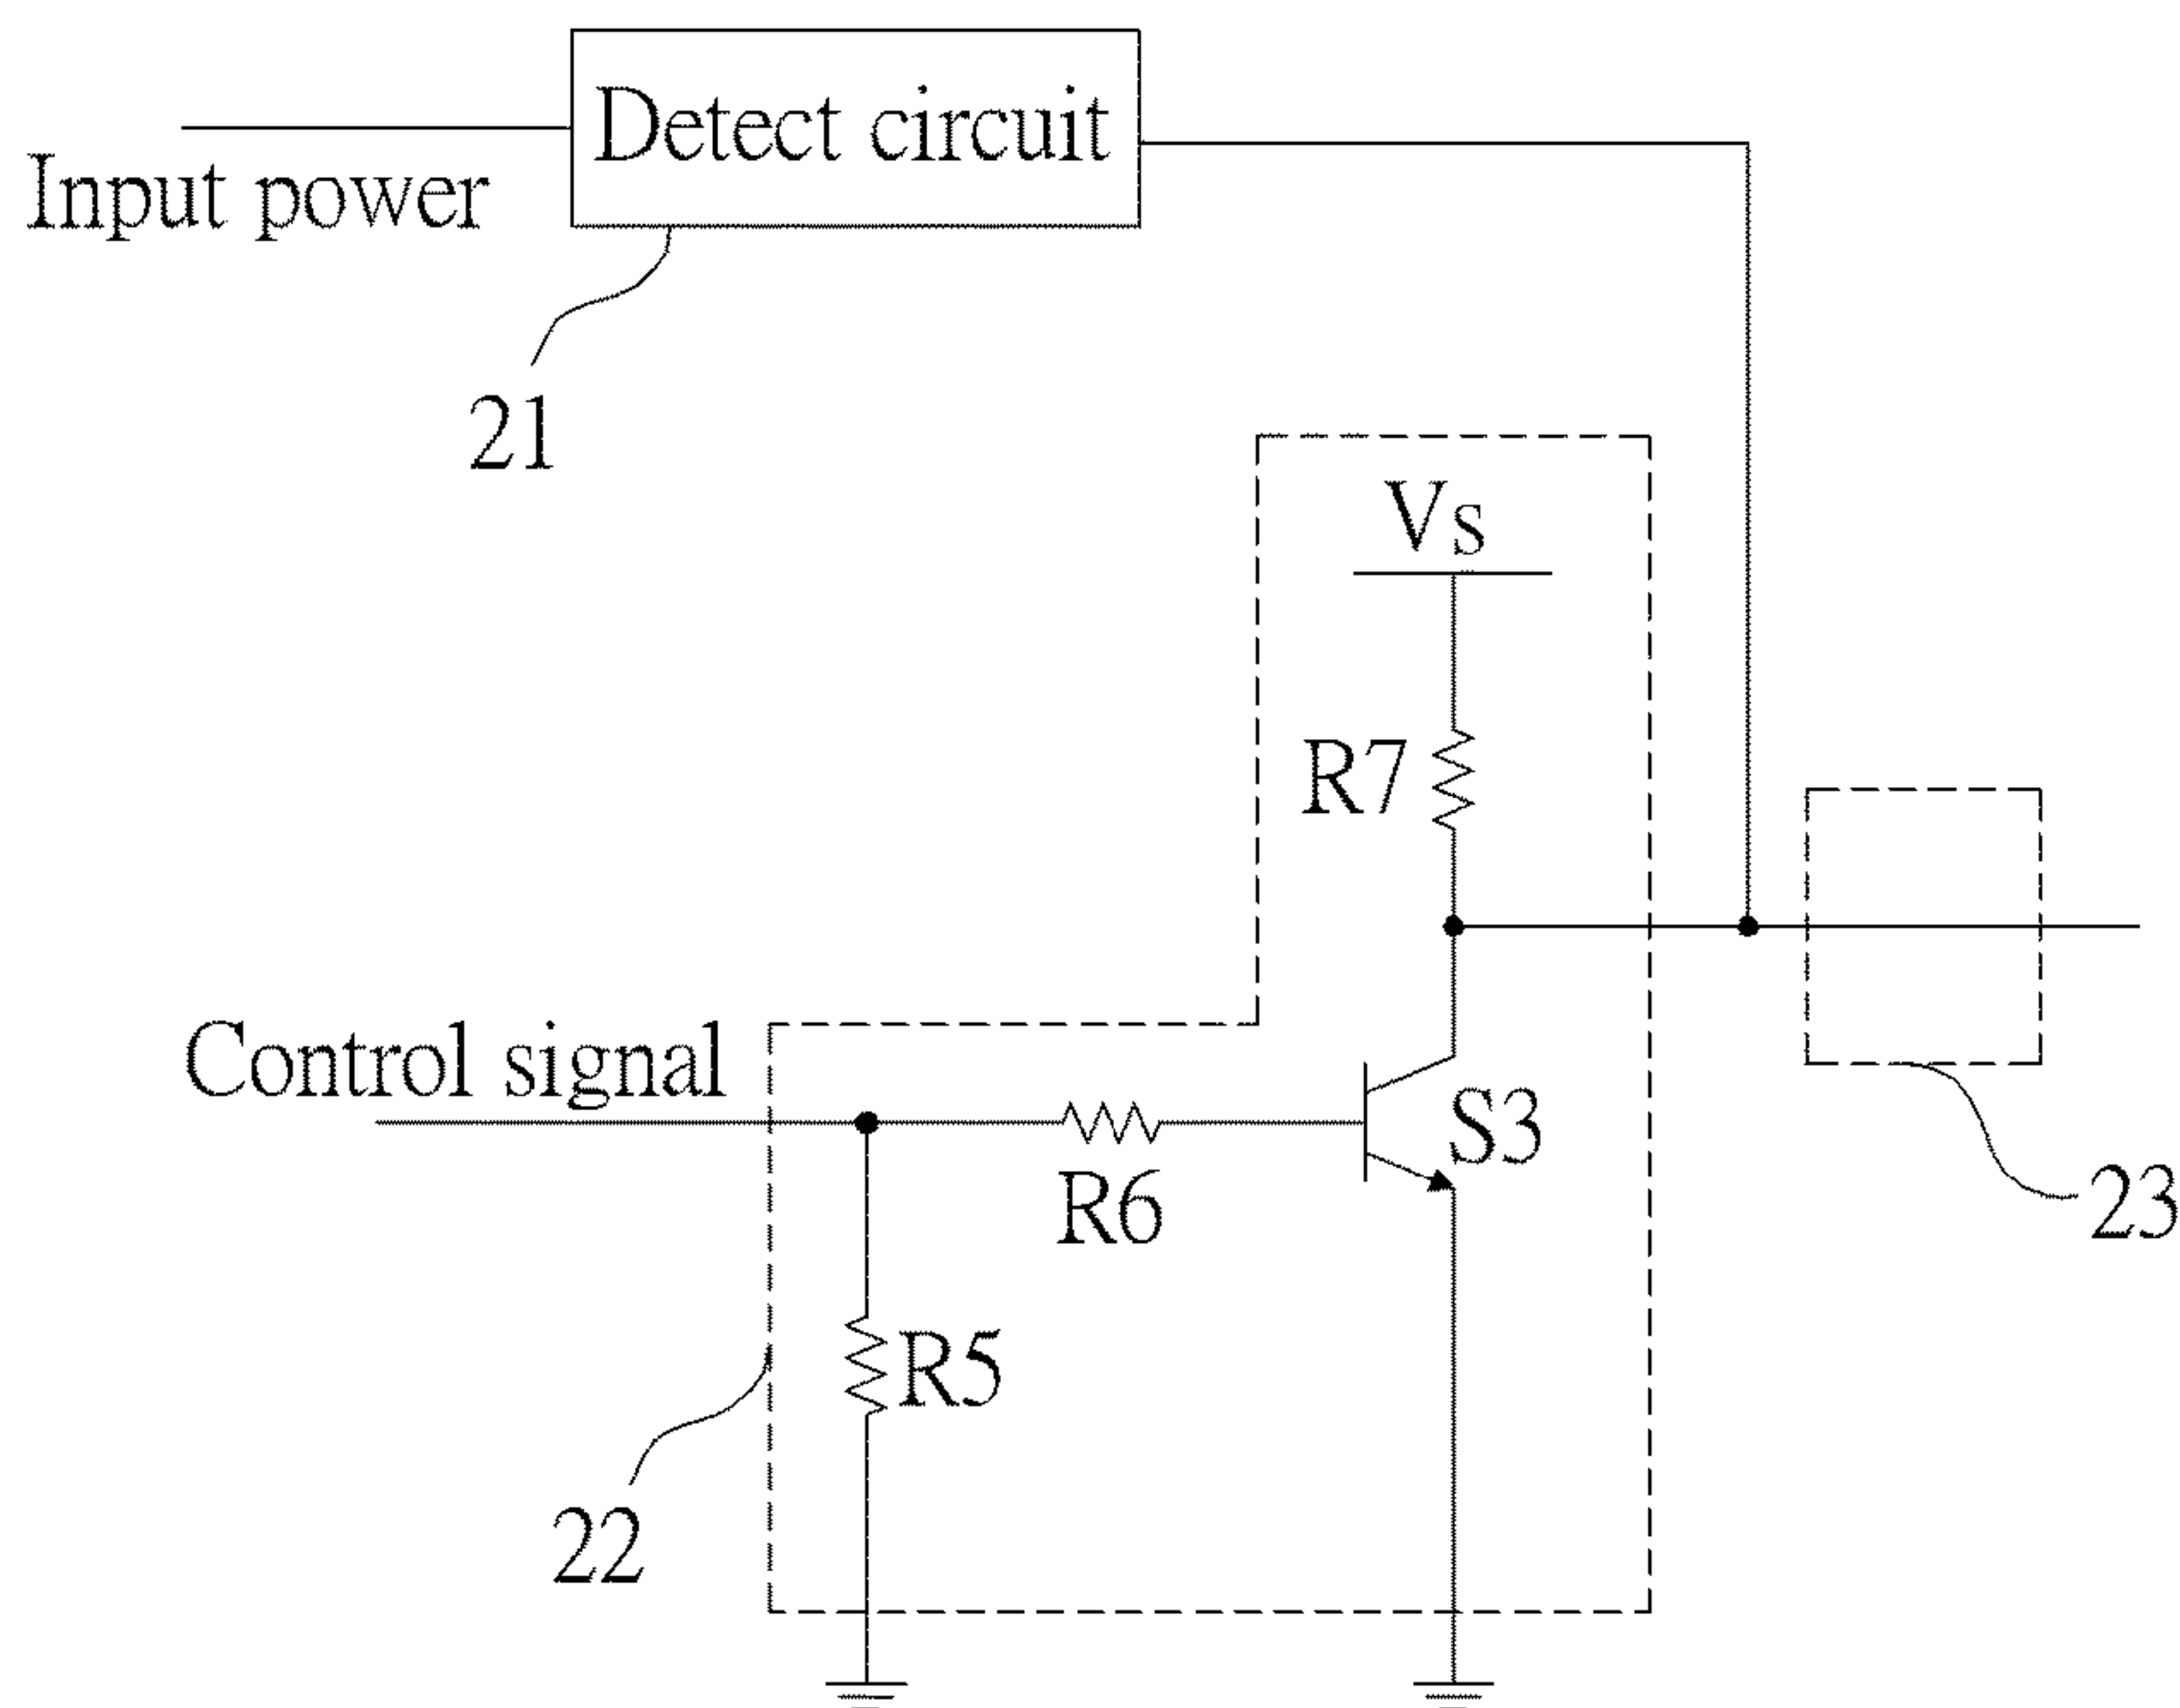 Detect circuit
Input power
21
Vs
R7
Control signal
S3
R6
23
R5
22